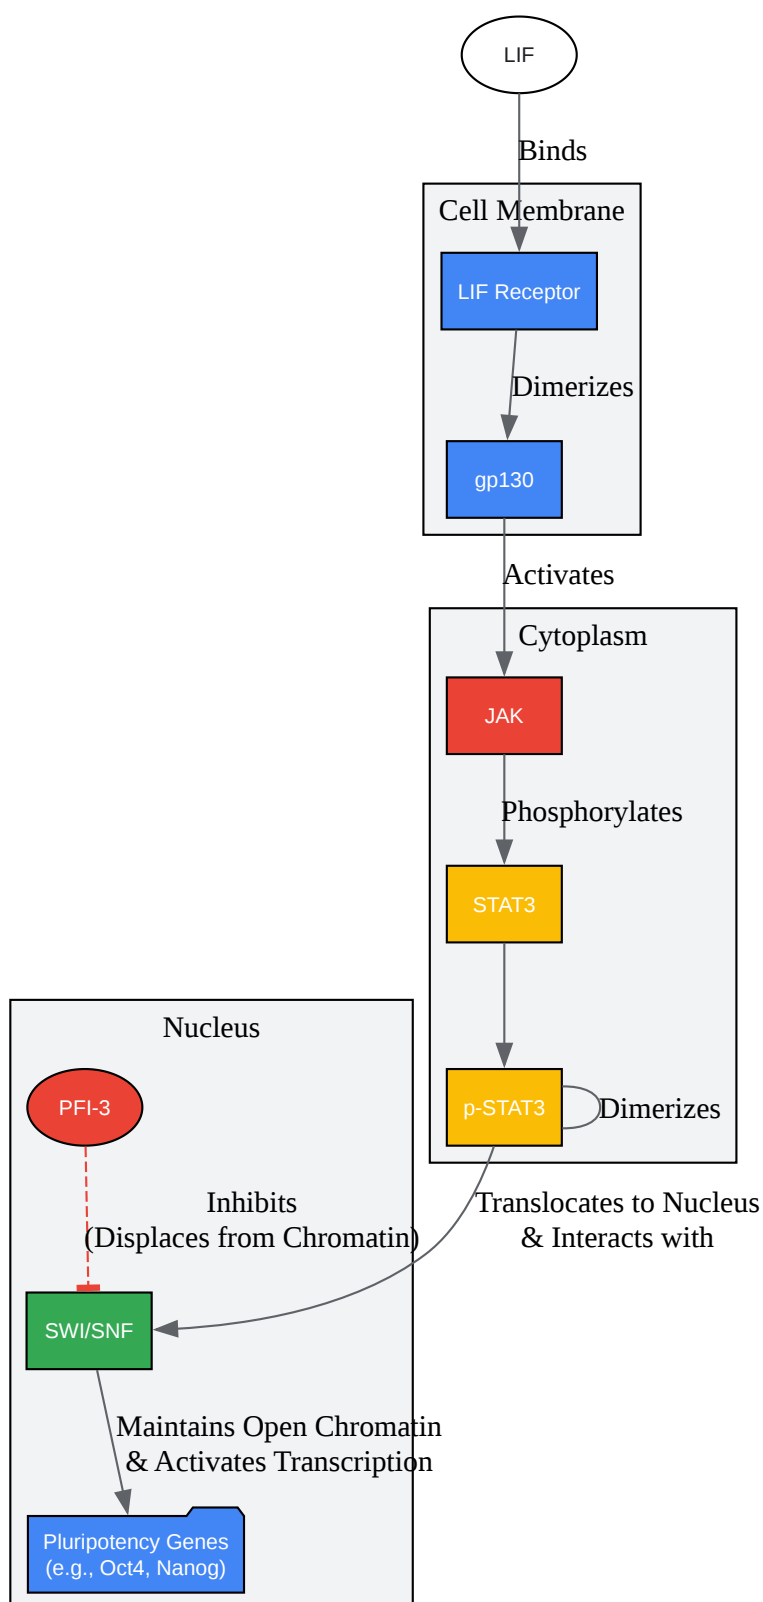 LIF
Binds
Cell Membrane
LIF Receptor
Dimerizes
gp130
Activates
Cytoplasm
JAK
Phosphorylates
STAT3
Nucleus
PFI-3
p-STAT3
Dimerizes
Inhibits
(Displaces from Chromatin)
Translocates to Nucleus
& Interacts with
SWI/SNF
Maintains Open Chromatin
& Activates Transcription
Pluripotency Genes
(e.g., Oct4, Nanog)